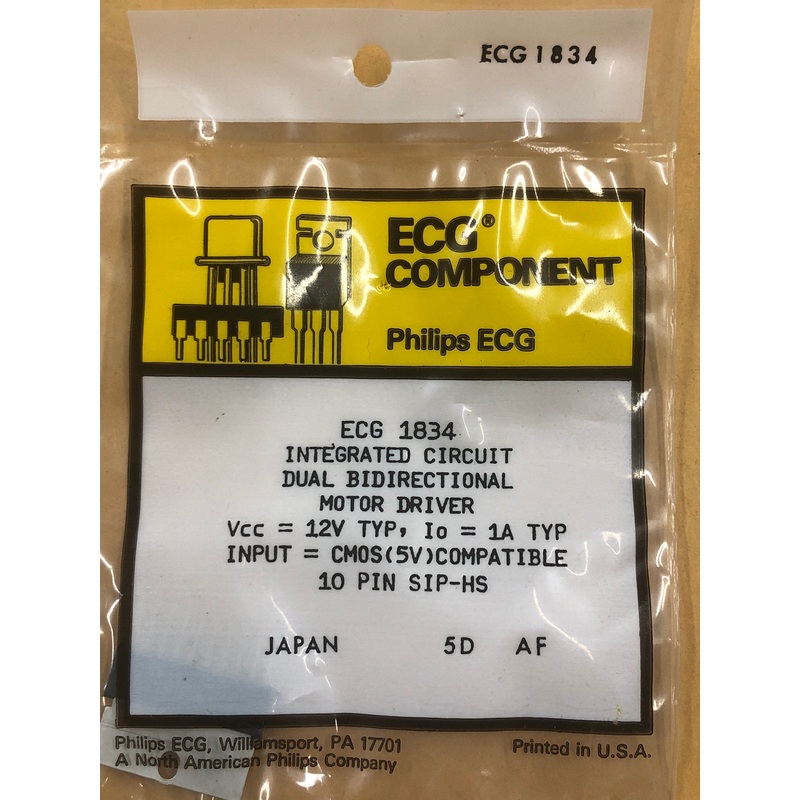 ECG 1834
ECG®
COMPONENT
Philips ECG
ECG 1834
INTEGRATED CIRCUIT
DUAL BIDIRECTIONAL
MOTOR DRIVER
Vcc = 12V TYP, Io = 1A TYP
INPUT = CMOS(5V)COMPATIBLE
10 PIN SIP-HS
JAPAN 5D AF
Philips ECG, Williamsport, PA 17701
A North American Philips Company
Printed in U.S.A.